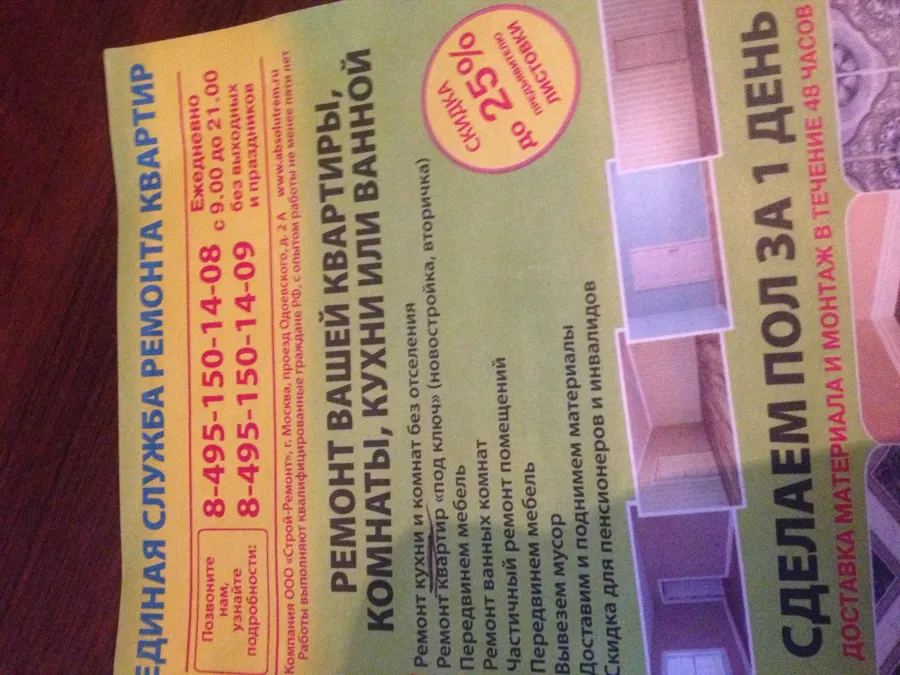 ЕДИНАЯ СЛУЖБА РЕМОНТА КВАРТИР
Позвоните
нам,
узнайте
подробности:
8-495-150-14-08
8-495-150-14-09
Ежедневно
с 9.00 до 21.00
без выходных
и праздников
Компания ООО «Строй-Ремонт», г. Москва, проезд Одоевского, д. 2 А www.absolutrem.ru
Работы выполняют квалифицированные граждане РФ, с опытом работы не менее пяти лет
РЕМОНТ ВАШЕЙ КВАРТИРЫ,
КОМНАТЫ, КУХНИ ИЛИ ВАННОЙ
СКИДКА
ДО 25%
ПРЕДЪЯВИТЕЛЮ
ЛИСТОВКИ
Ремонт кухни и комнат без отселения
Ремонт квартир «под ключ» (новостройка, вторичка)
Передвинем мебель
Ремонт ванных комнат
Частичный ремонт помещений
Передвинем мебель
Вывезем мусор
Доставим и поднимем материалы
Скидка для пенсионеров и инвалидов
СДЕЛАЕМ ПОЛ ЗА 1 ДЕНЬ
ДОСТАВКА МАТЕРИАЛА И МОНТАЖ В ТЕЧЕНИЕ 48 ЧАСОВ